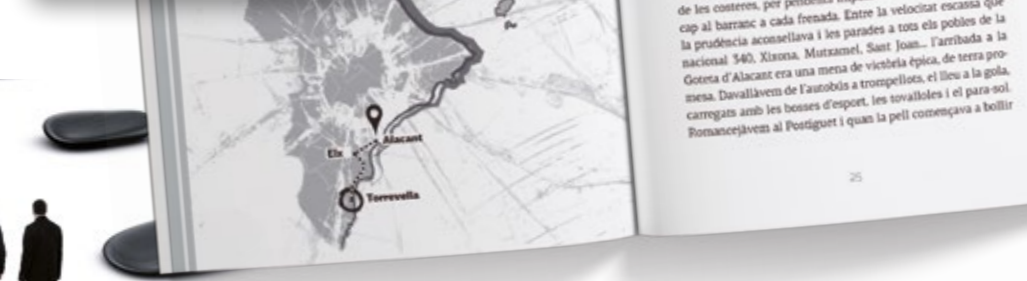 Alacant
Elx
Torrevella
de les costeres, per
cap al barranc a cada frenada. Entre la velocitat escassa que
la prudència aconsellava i les parades a tots els pobles de la
nacional 340, Xixona, Mutxamel, Sant Joan... l'arribada a la
Goteta d'Alacant era una mena de victòria èpica, de terra pro-
mesa. Davallàvem de l'autobús a trompellots, el lleu a la gola,
carregats amb les bosses d'esport, les tovalloles i el para-sol.
Romancejàvem al Postiguet i quan la pell començava a bollir
25